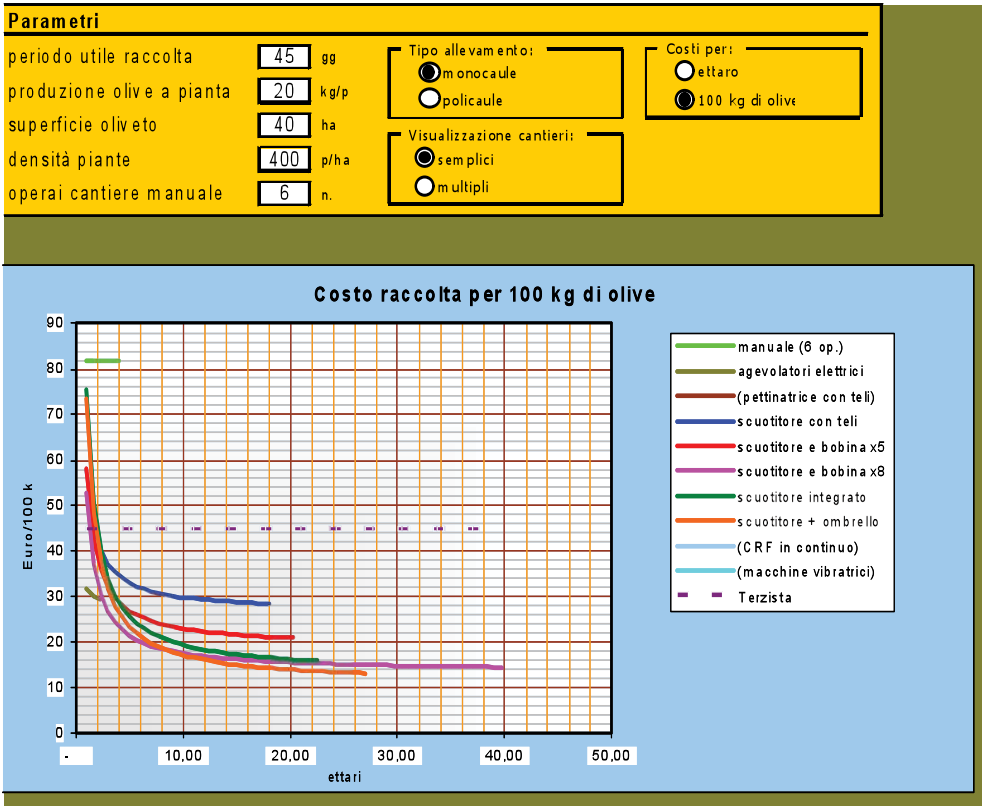 Parametri
periodo utile raccolta 45 gg
produzione olive a pianta 20 kg/p
superficie oliveto 40 ha
densità piante 400 p/ha
operai cantiere manuale 6 n.
Tipo allevamento:
monocaule
policaule
Visualizzazione cantieri:
semplici
multipli
Costi per:
ettaro
100 kg di olive
Costo raccolta per 100 kg di olive
Euro/100 k
90
80
70
60
50
40
30
20
10
0
- 10,00 20,00 30,00 40,00 50,00
ettari
manuale (6 op.)
agevolatori elettrici
(pettinatrice con teli)
scuotitore con teli
scuotitore e bobina x5
scuotitore e bobina x8
scuotitore integrato
scuotitore + ombrello
(CRF in continuo)
(macchine vibratrici)
Terzista